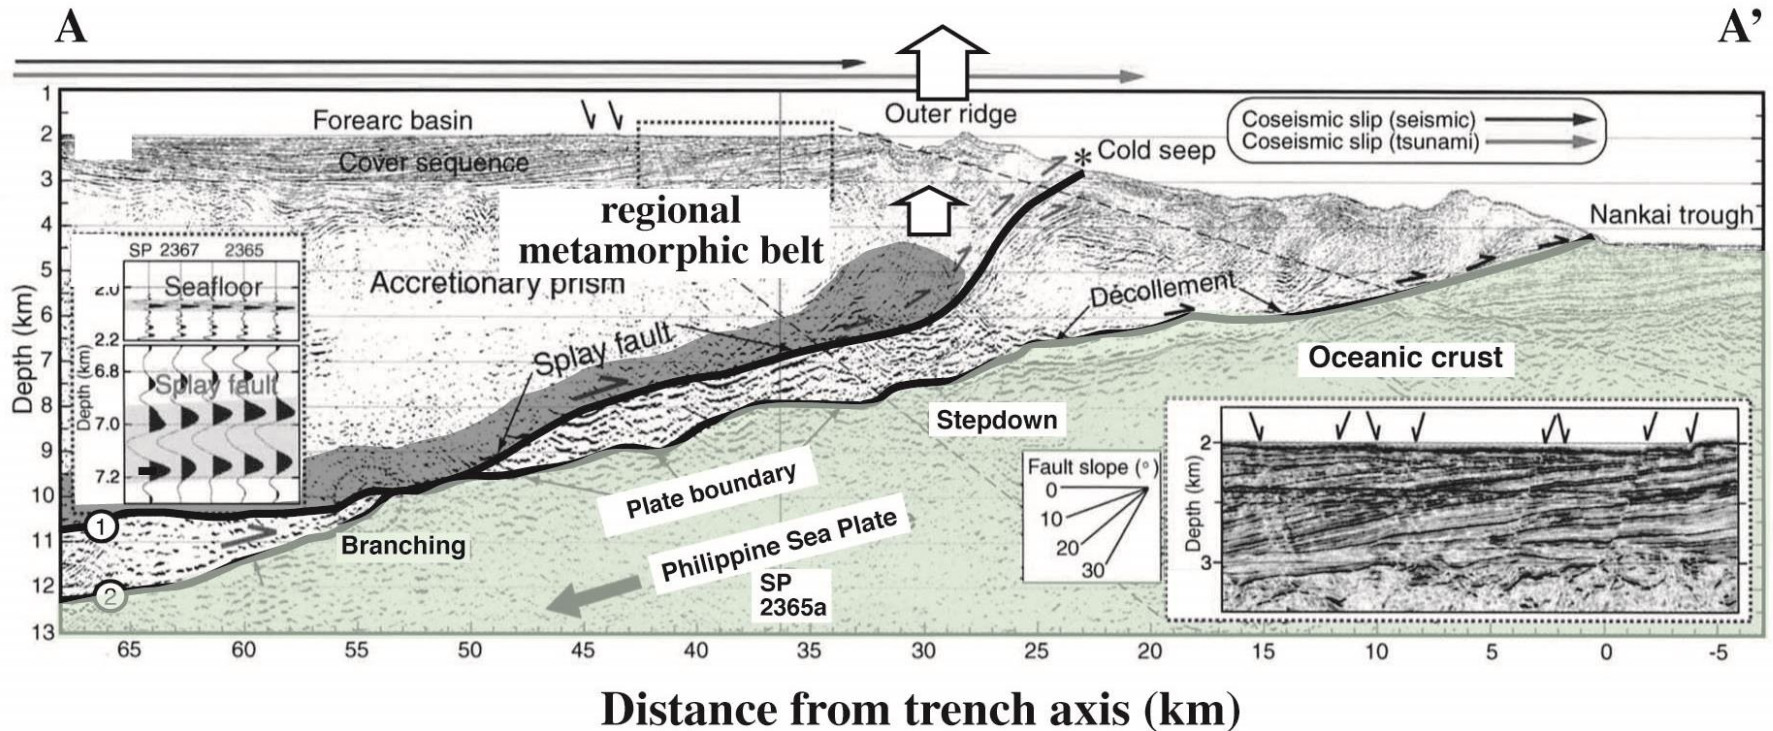 A
A’
1
2
3
4
5
6
7
8
9
10
11
12
13
Depth (km)
Forearc basin
Cover sequence
Outer ridge
Cold seep
Coseismic slip (seismic)
Coseismic slip (tsunami)
Nankai trough
regional
metamorphic belt
Accretionary prism
Splay fault
Décollement
Oceanic crust
Stepdown
Plate boundary
Philippine Sea Plate
Branching
SP
2365a
1
2
SP 2367 2365
Seafloor
2.0
2.2
6.8
Splay fault
7.0
7.2
Depth (km)
Fault slope (°)
0
10
20
30
2
3
Depth (km)
65 60 55 50 45 40 35 30 25 20 15 10 5 0 -5
Distance from trench axis (km)